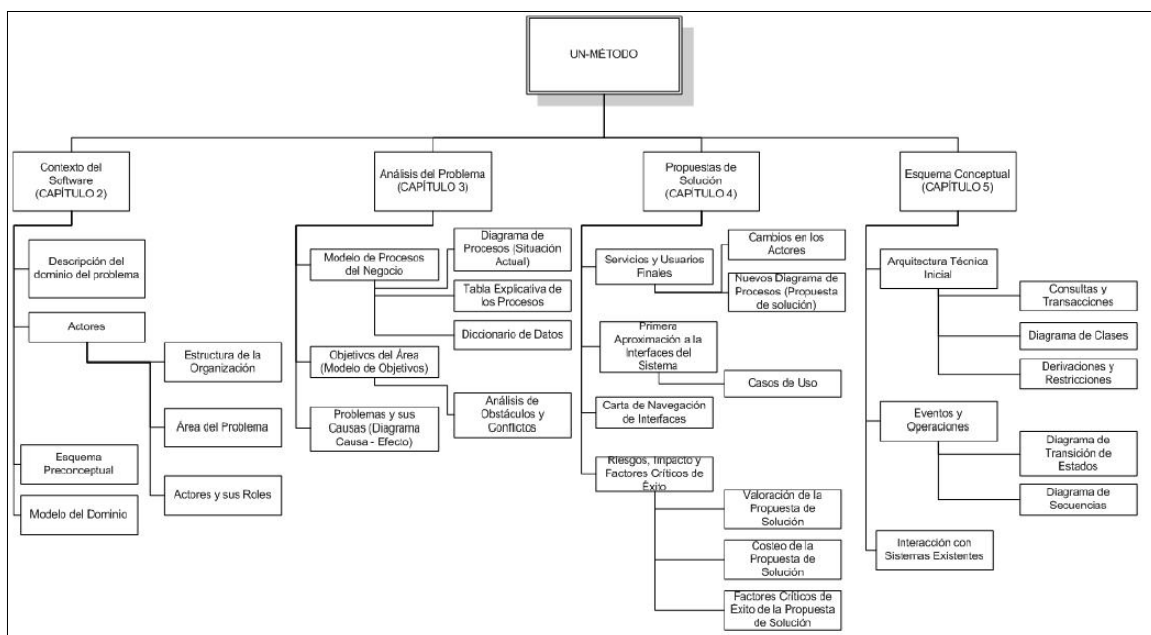 UN-MÉTODO
Contexto del
Software
(CAPÍTULO 2)
Descripción del
dominio del problema
Actores
Estructura de la
Organización
Área del Problema
Actores y sus Roles
Esquema
Preconceptual
Modelo del Dominio
Análisis del Problema
(CAPÍTULO 3)
Modelo de Procesos
del Negocio
Diagrama de
Procesos (Situación
Actual)
Tabla Explicativa de
los Procesos
Diccionario de Datos
Objetivos del Área
(Modelo de Objetivos)
Análisis de
Obstáculos y
Conflictos
Problemas y sus
Causas (Diagrama
Causa - Efecto)
Propuestas de
Solución
(CAPÍTULO 4)
Servicios y Usuarios
Finales
Cambios en los
Actores
Nuevos Diagrama de
Procesos (Propuesta
de solución)
Primera
Aproximación a la
Interfaces del
Sistema
Casos de Uso
Carta de Navegación
de Interfaces
Riesgos, Impacto y
Factores Críticos de
Éxito
Valoración de la
Propuesta de
Solución
Costeo de la
Propuesta de
Solución
Factores Críticos de
Éxito de la Propuesta
de Solución
Esquema Conceptual
(CAPÍTULO 5)
Arquitectura Técnica
Inicial
Consultas y
Transacciones
Diagrama de Clases
Derivaciones y
Restricciones
Eventos y
Operaciones
Diagrama de
Transición de
Estados
Diagrama de
Secuencias
Interacción con
Sistemas Existentes